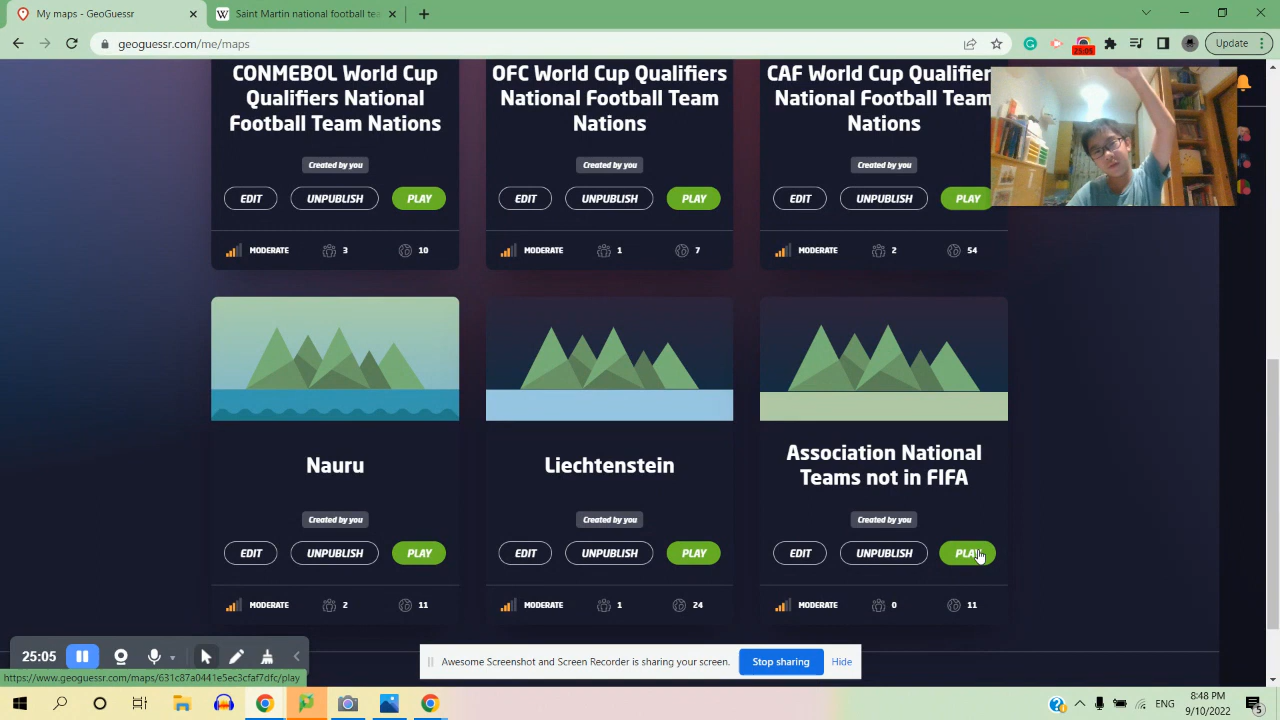 My maps - GeoGuessr
Saint Martin national football te
geoguessr.com/me/maps
25:05
Update
CONMEBOL World Cup
Qualifiers National
Football Team Nations
Created by you
EDIT
UNPUBLISH
PLAY
MODERATE
3
10
OFC World Cup Qualifiers
National Football Team
Nations
Created by you
EDIT
UNPUBLISH
PLAY
MODERATE
1
7
CAF World Cup Qualifier
National Football Team
Nations
Created by you
EDIT
UNPUBLISH
PLAY
MODERATE
2
54
Nauru
Created by you
EDIT
UNPUBLISH
PLAY
MODERATE
2
11
Liechtenstein
Created by you
EDIT
UNPUBLISH
PLAY
MODERATE
1
24
Association National
Teams not in FIFA
Created by you
EDIT
UNPUBLISH
PLAY
MODERATE
0
11
25:05
Awesome Screenshot and Screen Recorder is sharing your screen.
Stop sharing
Hide
https://www.geoguessr.com/maps/631c87a0441e5ec3cfaf7dfc/play
ENG
8:48 PM
9/10/2022
5